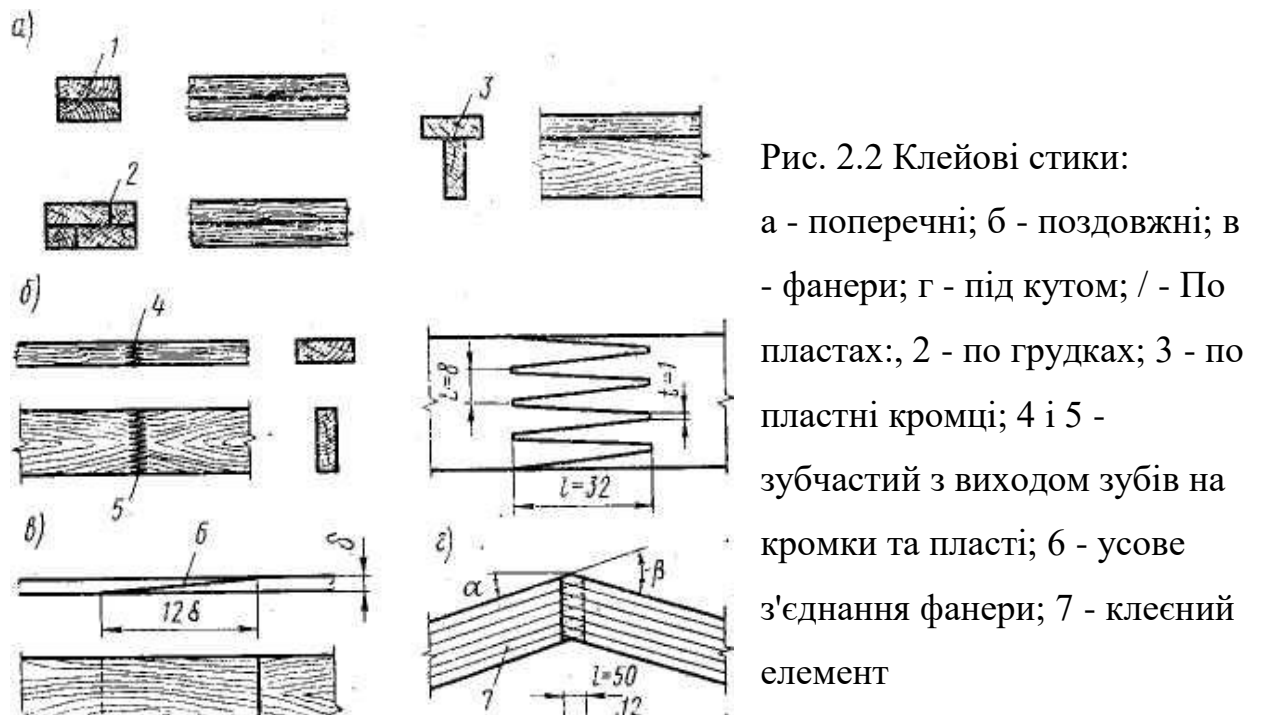 а)
1
2
3
Рис. 2.2 Клейові стики:
а - поперечні; б - поздовжні; в
- фанери; г - під кутом; / - По
пластах:, 2 - по грудках; 3 - по
пластні кромці; 4 і 5 -
зубчастий з виходом зубів на
кромки та пласті; 6 - усове
з'єднання фанери; 7 - клеєний
елемент
б)
4
5
t=8
t=1
l=32
в)
6
δ
12δ
г)
α
β
7
l=50
12